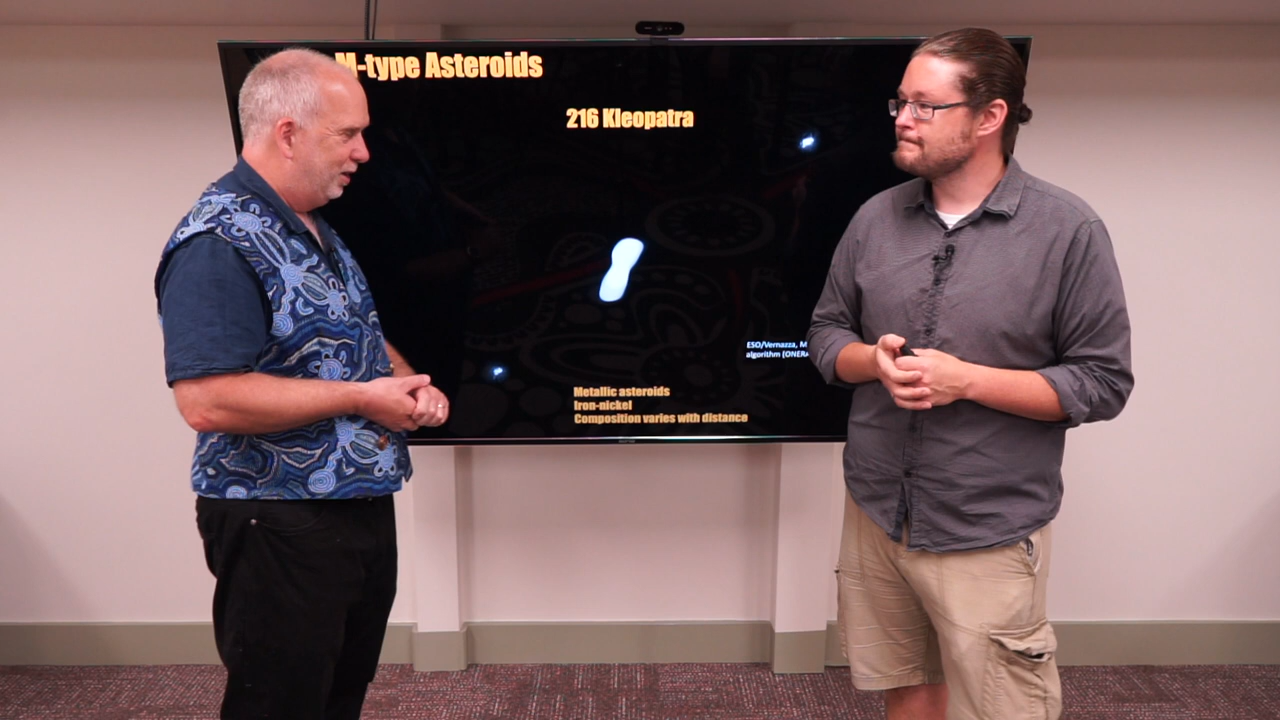 M-type Asteroids
216 Kleopatra
ESO/Vernazza, M
algorithm (ONERA
Metallic asteroids
Iron-nickel
Composition varies with distance